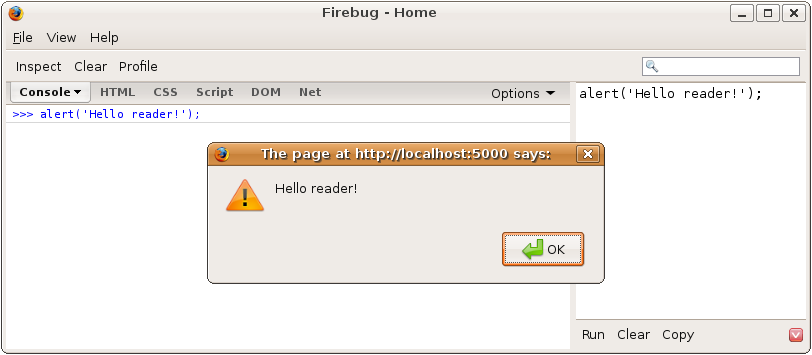 Firebug - Home
File View Help
Inspect Clear Profile
Console HTML CSS Script DOM Net Options
>>> alert('Hello reader!');
alert('Hello reader!');
The page at http://localhost:5000 says:
Hello reader!
OK
Run Clear Copy